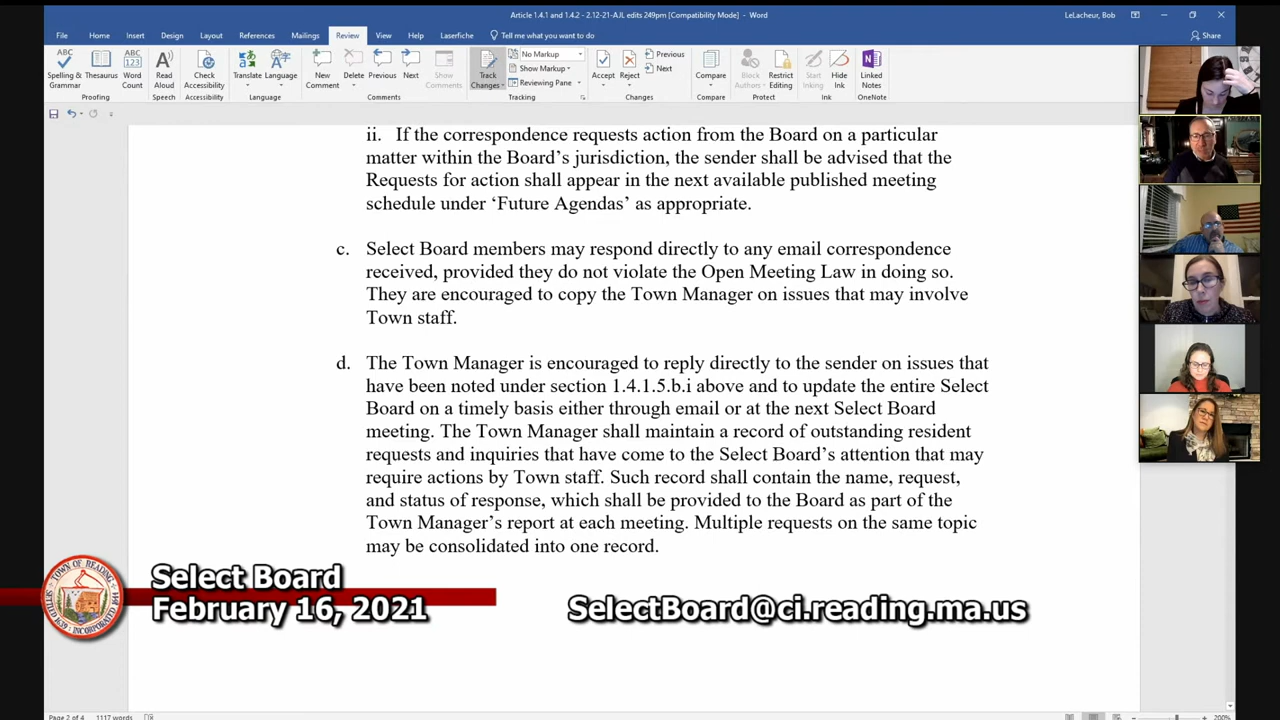 Article 1.4.1 and 1.4.2 - 2.12-21-AJL edits 249pm [Compatibility Mode] - Word
LeLacheur, Bob
File Home Insert Design Layout References Mailings Review View Help Laserfiche Tell me what you want to do
Share
ABC
Spelling & Grammar
Thesaurus
ABC 123
Word Count
Proofing
Read Aloud
Speech
Check Accessibility
Accessibility
Translate
Language
Language
New Comment
Delete
Previous
Next
Show Comments
Comments
Track Changes
No Markup
Show Markup
Reviewing Pane
Tracking
Accept
Reject
Previous
Next
Changes
Compare
Compare
Block Authors
Restrict Editing
Protect
Start Inking
Hide Ink
Ink
Linked Notes
OneNote
ii. If the correspondence requests action from the Board on a particular
matter within the Board’s jurisdiction, the sender shall be advised that the
Requests for action shall appear in the next available published meeting
schedule under ‘Future Agendas’ as appropriate.
c. Select Board members may respond directly to any email correspondence
received, provided they do not violate the Open Meeting Law in doing so.
They are encouraged to copy the Town Manager on issues that may involve
Town staff.
d. The Town Manager is encouraged to reply directly to the sender on issues that
have been noted under section 1.4.1.5.b.i above and to update the entire Select
Board on a timely basis either through email or at the next Select Board
meeting. The Town Manager shall maintain a record of outstanding resident
requests and inquiries that have come to the Select Board’s attention that may
require actions by Town staff. Such record shall contain the name, request,
and status of response, which shall be provided to the Board as part of the
Town Manager’s report at each meeting. Multiple requests on the same topic
may be consolidated into one record.
TOWN OF READING
Select Board
February 16, 2021
SelectBoard@ci.reading.ma.us
Page 2 of 4 1117 words
200%